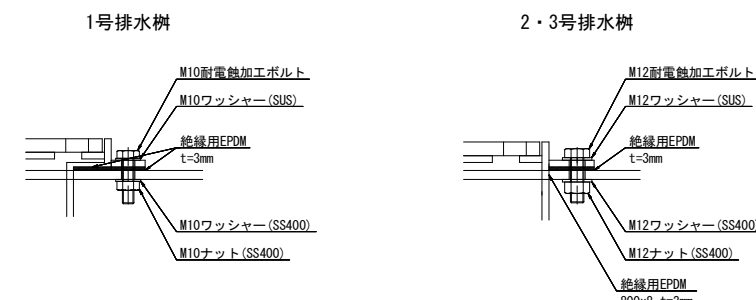 1号排水桝
M10耐電蝕加工ボルト
M10ワッシャー(SUS)
絶縁用EPDM
t=3mm
M10ワッシャー(SS400)
M10ナット(SS400)
2・3号排水桝
M12耐電蝕加工ボルト
M12ワッシャー(SUS)
絶縁用EPDM
t=3mm
M12ワッシャー(SS400)
M12ナット(SS400)
絶縁用EPDM